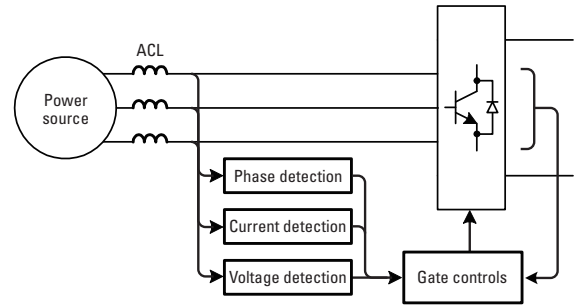 ACL
Power
source
Phase detection
Current detection
Voltage detection
Gate controls